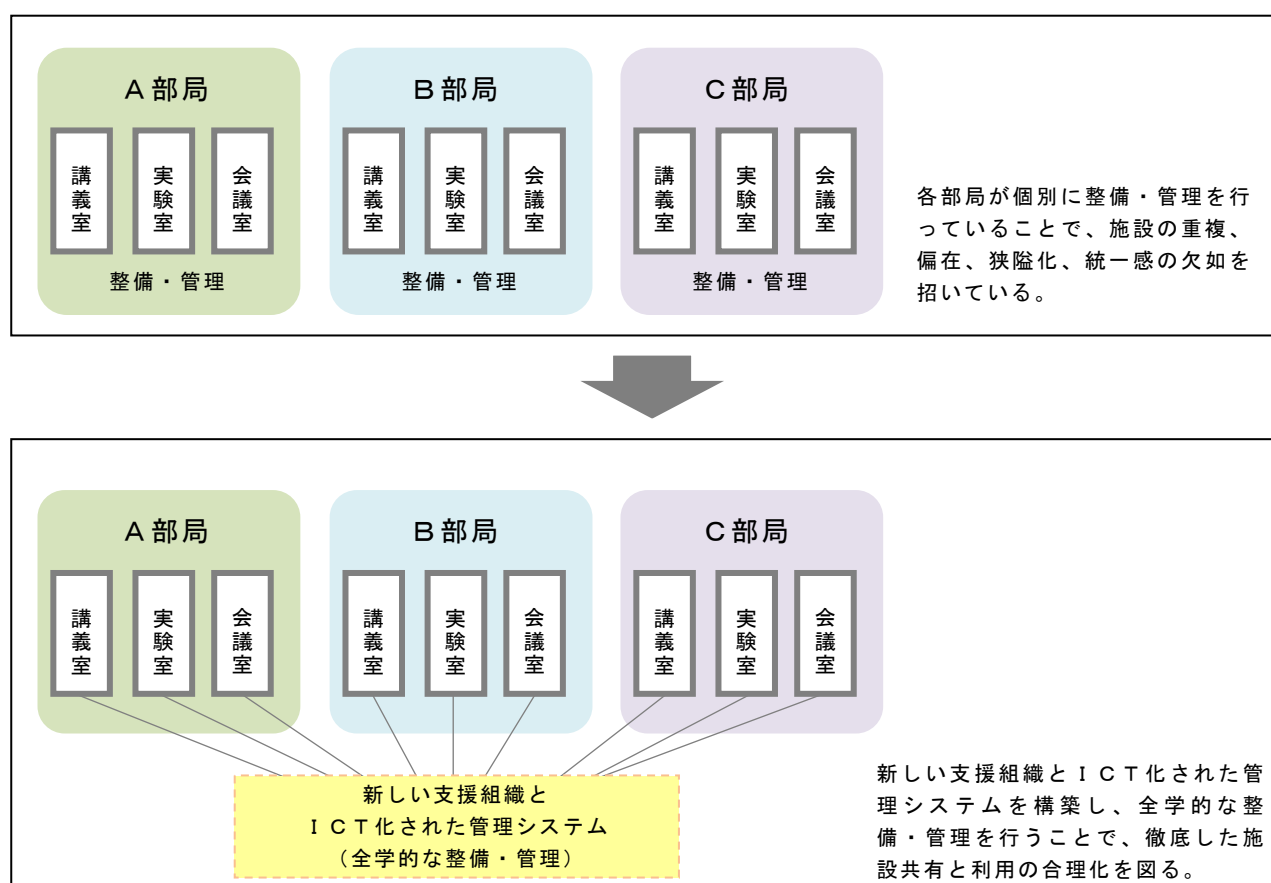 A部局
B部局
C部局
講義室
実験室
会議室
講義室
実験室
会議室
講義室
実験室
会議室
整備・管理
整備・管理
整備・管理
各部局が個別に整備・管理を行
っていることで、施設の重複、
偏在、狭隘化、統一感の欠如を
招いている。
A部局
B部局
C部局
講義室
実験室
会議室
講義室
実験室
会議室
講義室
実験室
会議室
新しい支援組織と
ICT化された管理システム
(全学的な整備・管理)
新しい支援組織とICT化された管
理システムを構築し、全学的な整
備・管理を行うことで、徹底した施
設共有と利用の合理化を図る。